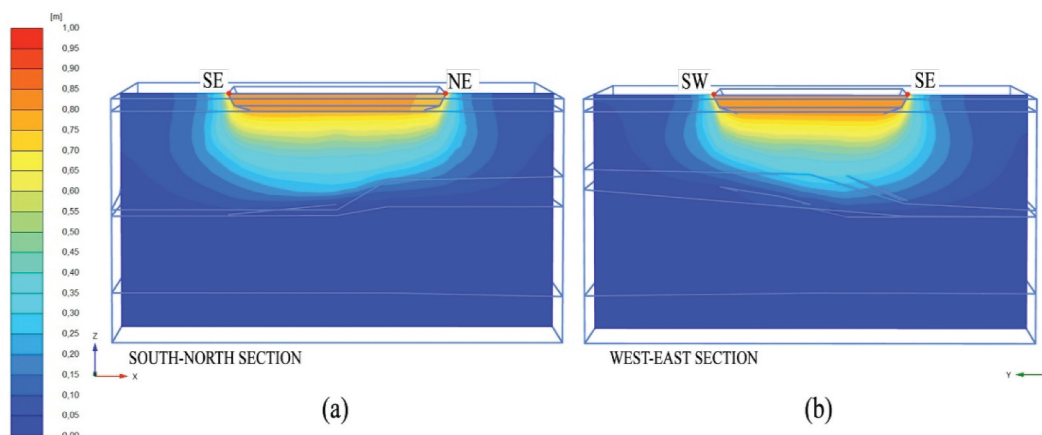 [m]
1,00
0,95
0,90
0,85
0,80
0,75
0,70
0,65
0,60
0,55
0,50
0,45
0,40
0,35
0,30
0,25
0,20
0,15
0,10
0,05
0,00
SE NE
SW SE
Z
X
SOUTH-NORTH SECTION
WEST-EAST SECTION
Y
(a)
(b)